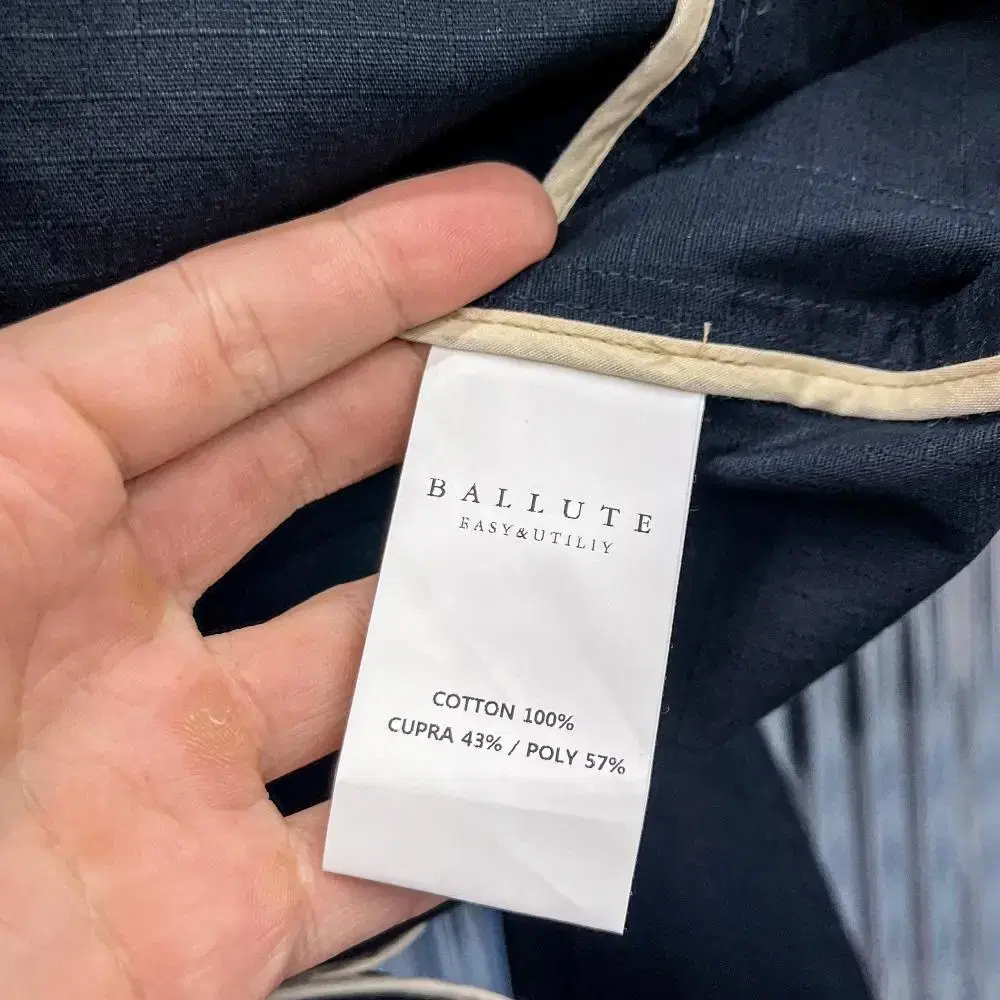 BALLUTE
EASY&UTILIY
COTTON 100%
CUPRA 43% / POLY 57%